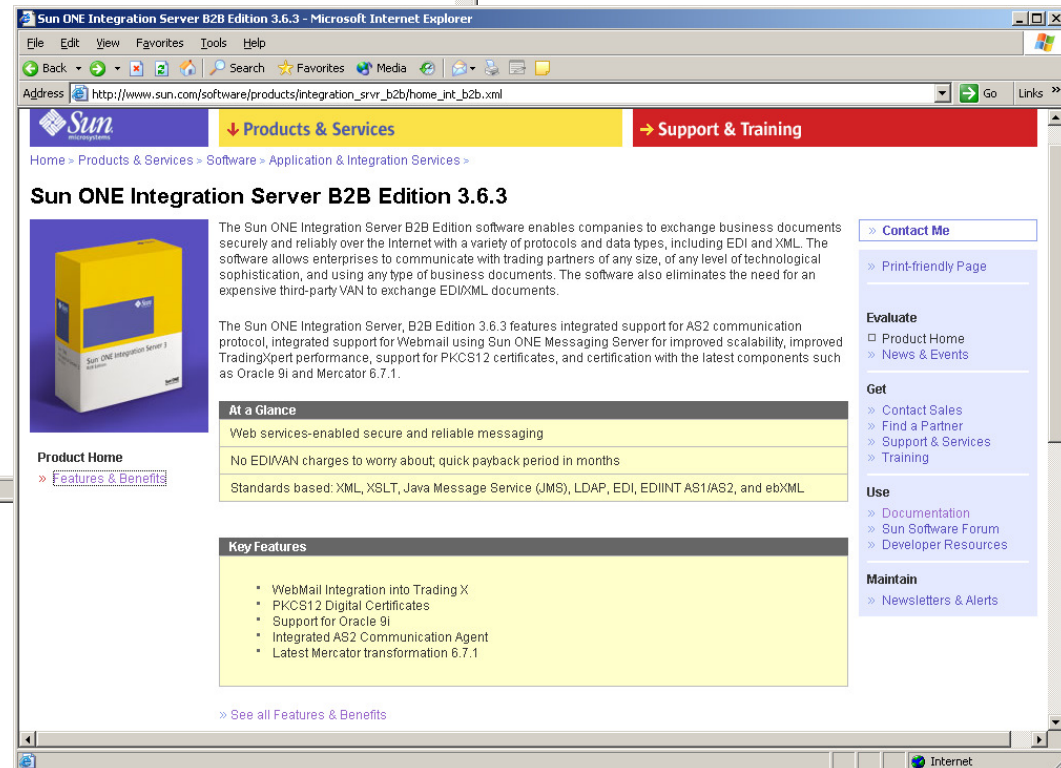 Sun ONE Integration Server B2B Edition 3.6.3 - Microsoft Internet Explorer
File Edit View Favorites Tools Help
Back Search Favorites Media
Address http://www.sun.com/software/products/integration_srvr_b2b/home_int_b2b.xml Go Links »
Sun microsystems
Products & Services
Support & Training
Home » Products & Services » Software » Application & Integration Services »
Sun ONE Integration Server B2B Edition 3.6.3
The Sun ONE Integration Server B2B Edition software enables companies to exchange business documents
securely and reliably over the Internet with a variety of protocols and data types, including EDI and XML. The
software allows enterprises to communicate with trading partners of any size, of any level of technological
sophistication, and using any type of business documents. The software also eliminates the need for an
expensive third-party VAN to exchange EDI/XML documents.
The Sun ONE Integration Server, B2B Edition 3.6.3 features integrated support for AS2 communication
protocol, integrated support for Webmail using Sun ONE Messaging Server for improved scalability, improved
TradingXpert performance, support for PKCS12 certificates, and certification with the latest components such
as Oracle 9i and Mercator 6.7.1.
Sun ONE Integration Server 3
At a Glance
Web services-enabled secure and reliable messaging
No EDI/VAN charges to worry about; quick payback period in months
Standards based: XML, XSLT, Java Message Service (JMS), LDAP, EDI, EDIINT AS1/AS2, and ebXML
Product Home
» Features & Benefits
Key Features
WebMail Integration into Trading X
PKCS12 Digital Certificates
Support for Oracle 9i
Integrated AS2 Communication Agent
Latest Mercator transformation 6.7.1
» See all Features & Benefits
» Contact Me
» Print-friendly Page
Evaluate
Product Home
» News & Events
Get
» Contact Sales
» Find a Partner
» Support & Services
» Training
Use
» Documentation
» Sun Software Forum
» Developer Resources
Maintain
» Newsletters & Alerts
Internet